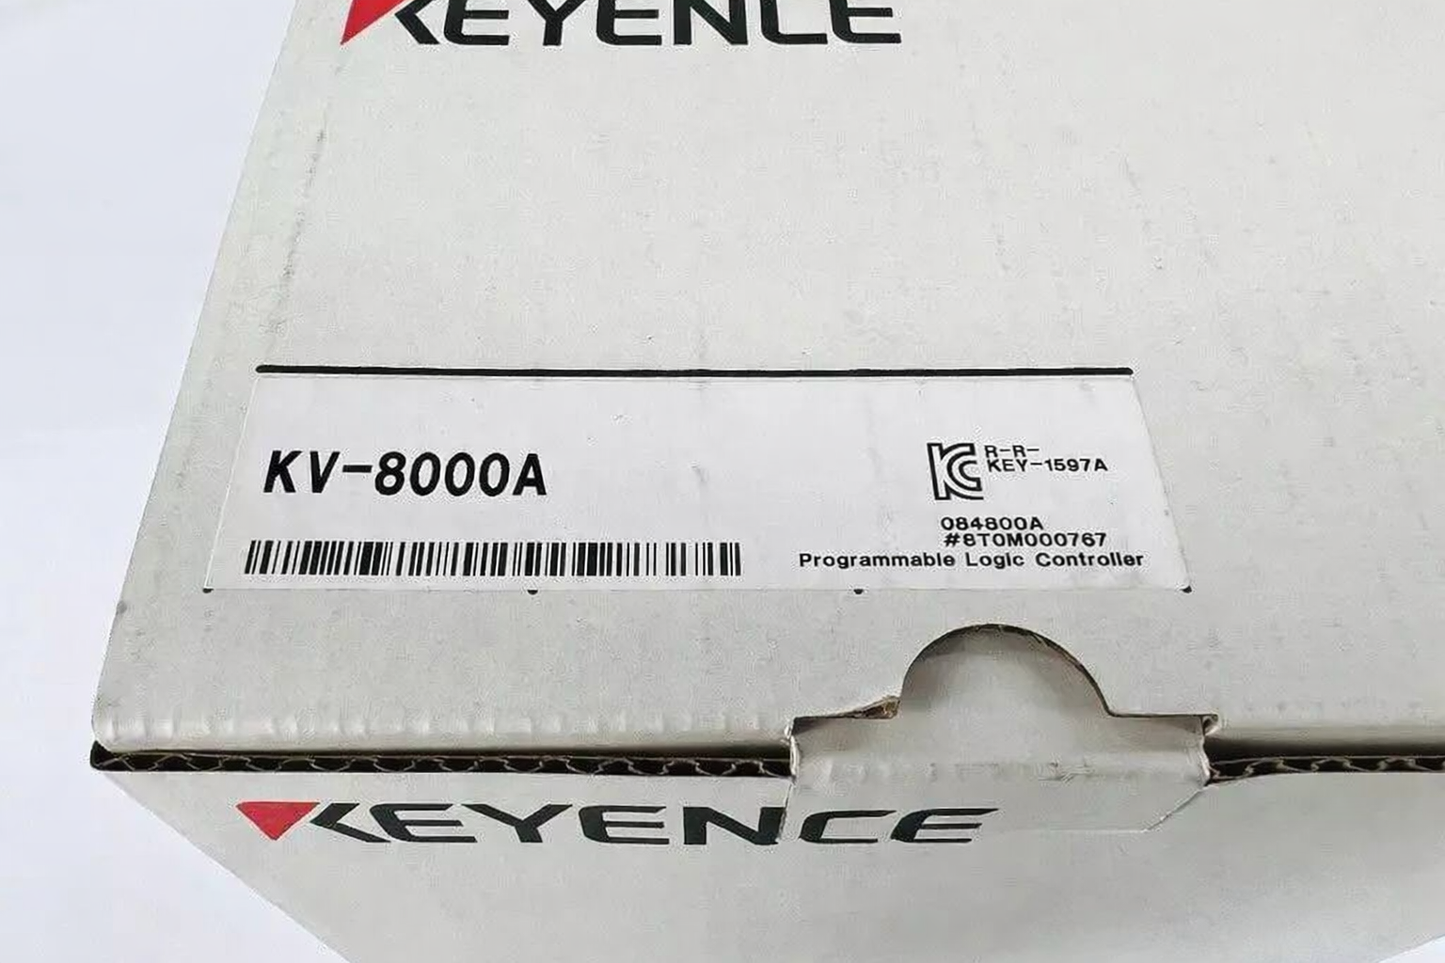 KEYENCE
KV-8000A
R-R-
KEY-1597A
084800A
#8T0M000767
Programmable Logic Controller
KEYENCE